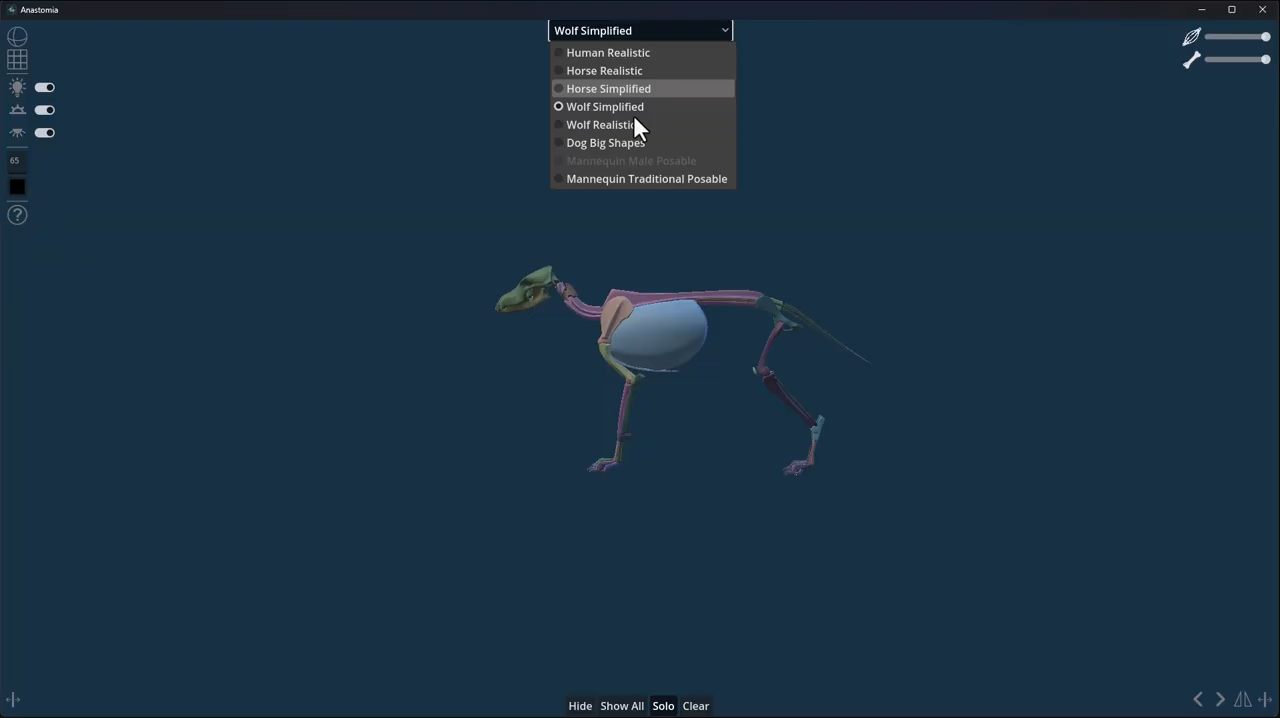 Anastomia
Wolf Simplified
Human Realistic
Horse Realistic
Horse Simplified
Wolf Simplified
Wolf Realistic
Dog Big Shapes
Mannequin Male Posable
Mannequin Traditional Posable
65
Hide Show All Solo Clear